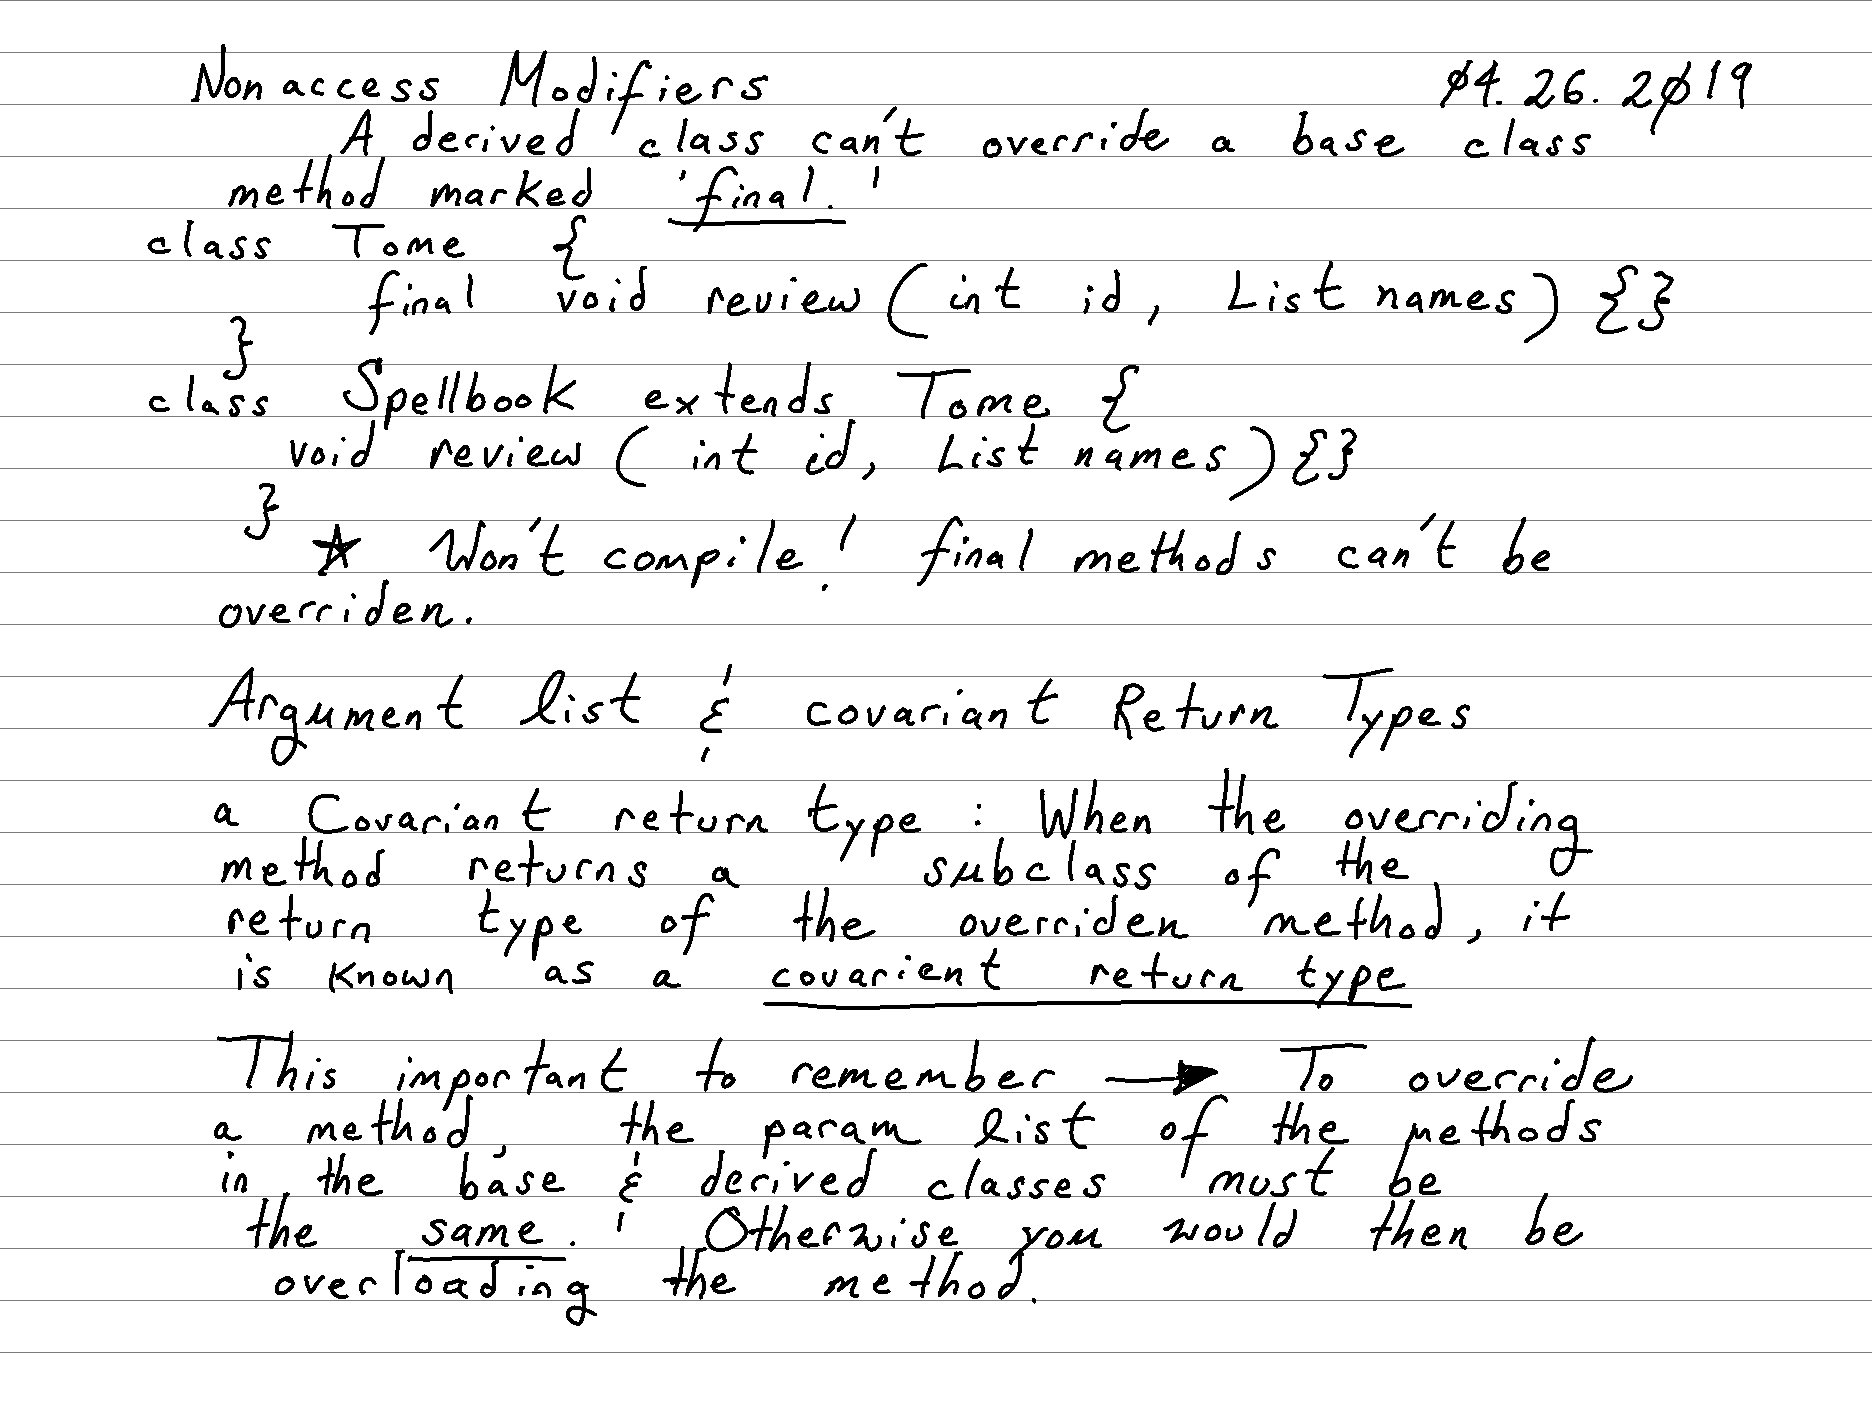 Nonaccess Modifiers 04.26.2019
A derived class can't override a base class
method marked 'final.'
class Tome {
final void review (int id, List names) {}
}
class Spellbook extends Tome {
void review (int id, List names) {}
}
★ Won't compile! final methods can't be
overriden.
Argument list & covariant Return Types
a Covariant return type : When the overriding
method returns a subclass of the
return type of the overriden method, it
is known as a covarient return type
This important to remember → To override
a method, the param list of the methods
in the base & derived classes must be
the same. Otherwise you would then be
overloading the method.